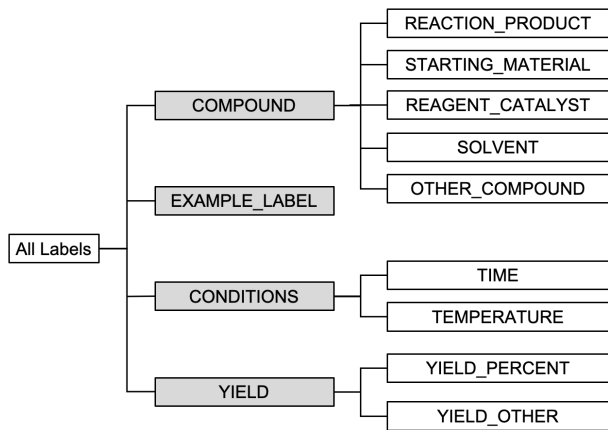 REACTION_PRODUCT
STARTING_MATERIAL
COMPOUND
REAGENT_CATALYST
SOLVENT
OTHER_COMPOUND
EXAMPLE_LABEL
All Labels
TIME
CONDITIONS
TEMPERATURE
YIELD_PERCENT
YIELD
YIELD_OTHER